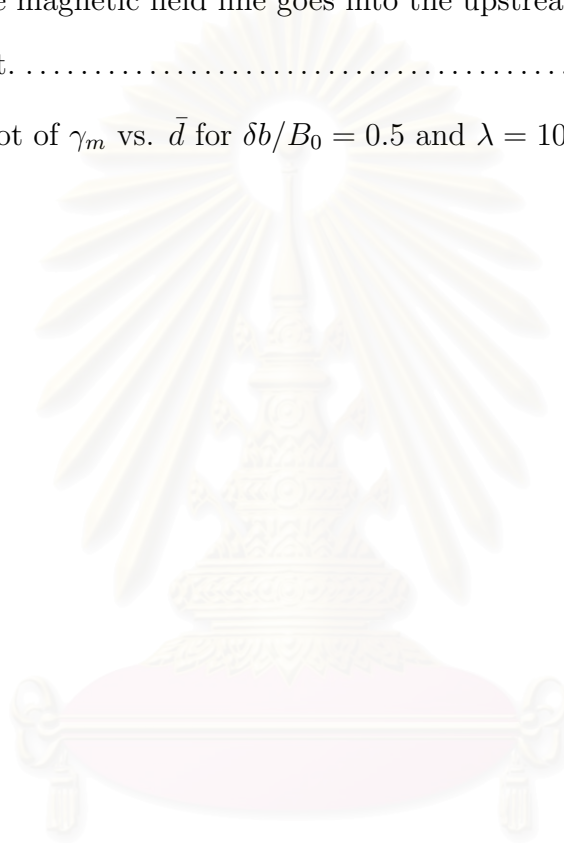 magnetic field line goes into the upstrea
t. . . . . . . . . . . . . . . . . . . . . . . . . . . . . . . . . . . . . . . . .
ot of γₘ vs. d̄ for δb/B₀ = 0.5 and λ = 10